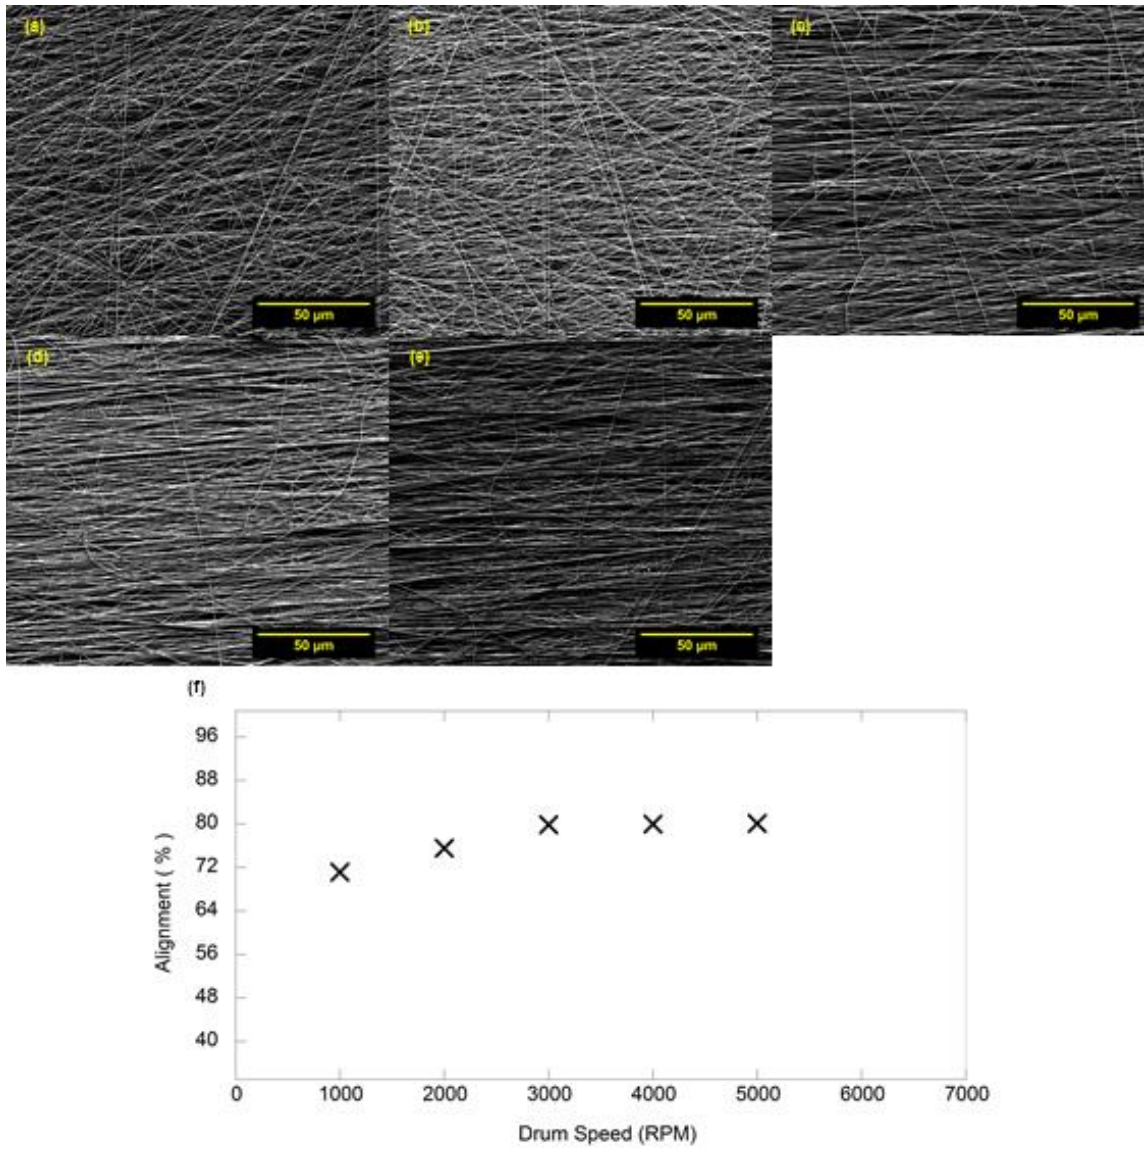 (a)
(b)
(c)
50 µm
50 µm
50 µm
(d)
(e)
50 µm
50 µm
(f)
96
88
80
72
64
56
48
40
Alignment ( % )
0 1000 2000 3000 4000 5000 6000 7000
Drum Speed (RPM)